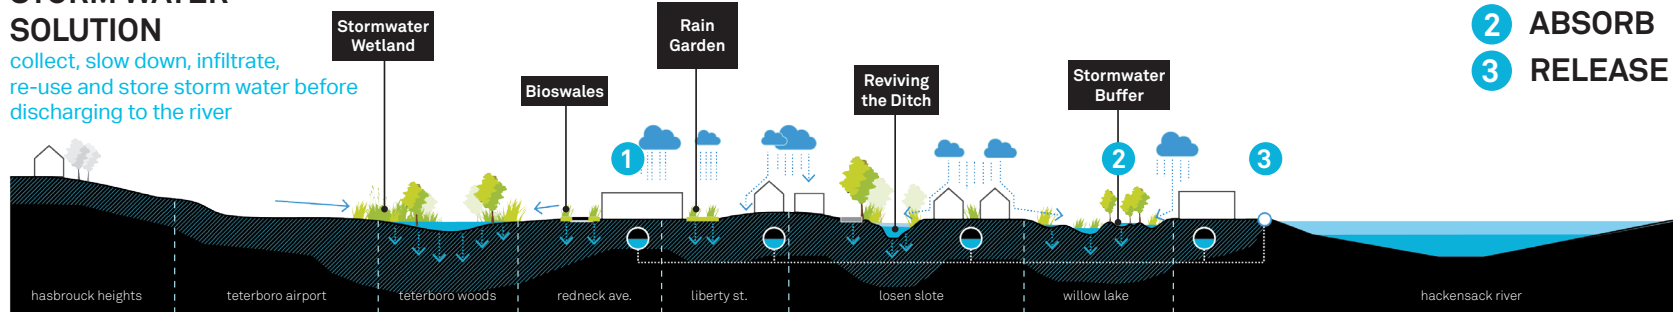 STORM WATER
SOLUTION
collect, slow down, infiltrate,
re-use and store storm water before
discharging to the river
Stormwater
Wetland
Bioswales
Rain
Garden
Reviving
the Ditch
Stormwater
Buffer
2 ABSORB
3 RELEASE
1
2
3
hasbrouck heights
teterboro airport
teterboro woods
redneck ave.
liberty st.
losen slote
willow lake
hackensack river